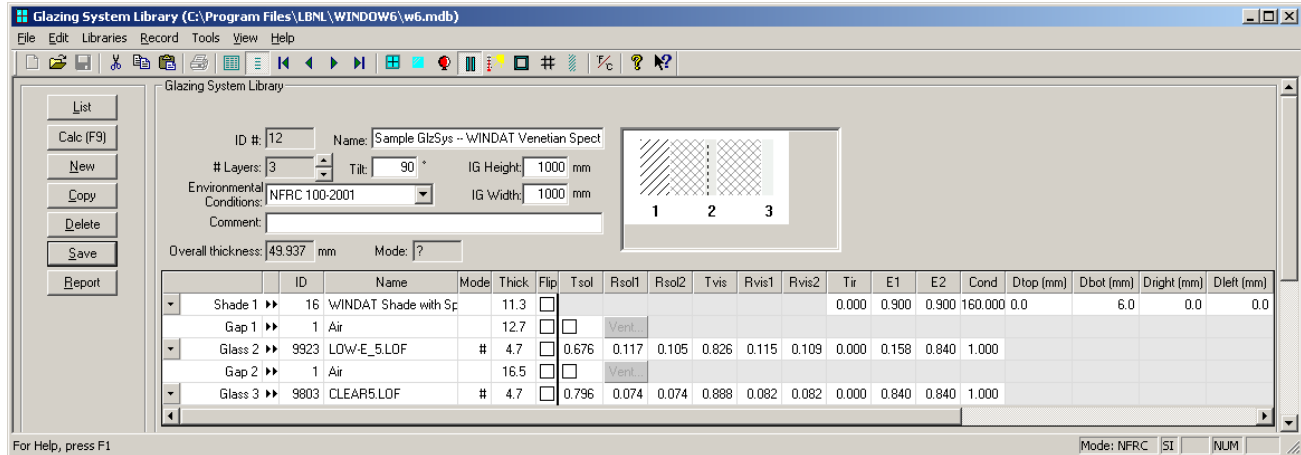 Glazing System Library (C:\Program Files\LBNL\WINDOW6\w6.mdb)
File Edit Libraries Record Tools View Help
Glazing System Library
List
Calc (F9)
New
Copy
Delete
Save
Report
ID #: 12 Name: Sample GlzSys -- WINDAT Venetian Spect
# Layers: 3 Tilt: 90 ° IG Height: 1000 mm
Environmental Conditions: NFRC 100-2001 IG Width: 1000 mm
Comment:
Overall thickness: 49.937 mm Mode: ?
1 2 3
ID Name Mode Thick Flip Tsol Rsol1 Rsol2 Tvis Rvis1 Rvis2 Tir E1 E2 Cond Dtop (mm) Dbot (mm) Dright (mm) Dleft (mm)
Shade 1 16 WINDAT Shade with Sp 11.3 0.000 0.900 0.900 160.000 0.0 6.0 0.0 0.0
Gap 1 1 Air 12.7 Vent...
Glass 2 9923 LOW-E_5.LOF # 4.7 0.676 0.117 0.105 0.826 0.115 0.109 0.000 0.158 0.840 1.000
Gap 2 1 Air 16.5 Vent...
Glass 3 9803 CLEAR5.LOF # 4.7 0.796 0.074 0.074 0.888 0.082 0.082 0.000 0.840 0.840 1.000
For Help, press F1 Mode: NFRC SI NUM